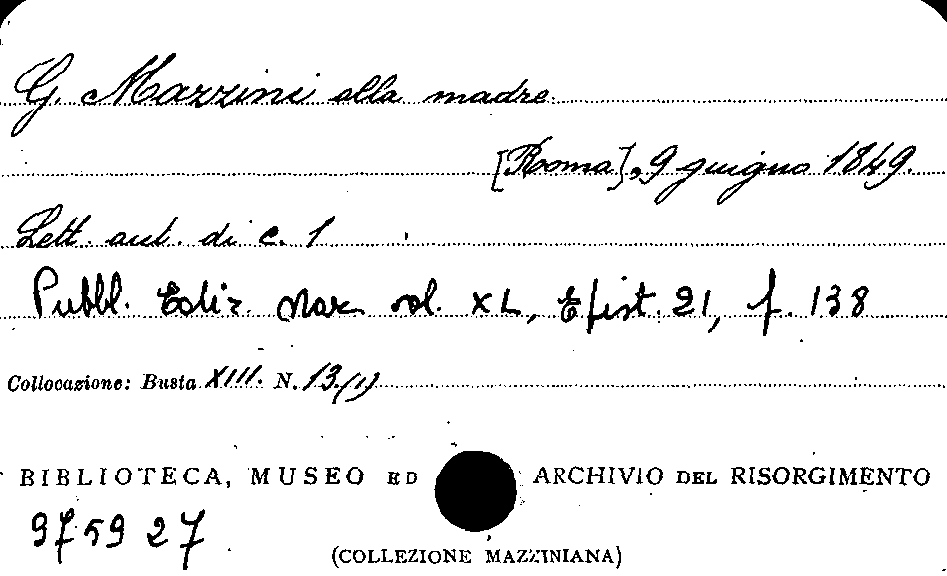 G. Mazzini alla madre
[Roma], 9 giugno 1849.
Lett. aut. di c. 1
Pubbl. Ediz. Naz. vol. XL, Epist. 21, p. 138
Collocazione: Busta XIII. N. 13.(1)
BIBLIOTECA, MUSEO ED ARCHIVIO DEL RISORGIMENTO
975927
(COLLEZIONE MAZZINIANA)